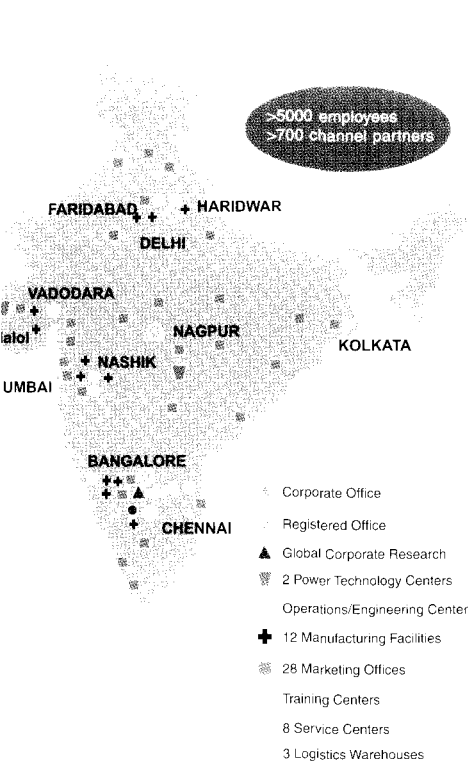 >5000 employees
>700 channel partners
FARIDABAD
HARIDWAR
DELHI
VADODARA
alol
NAGPUR
KOLKATA
NASHIK
UMBAI
BANGALORE
CHENNAI
Corporate Office
Registered Office
Global Corporate Research
2 Power Technology Centers
Operations/Engineering Center
12 Manufacturing Facilities
28 Marketing Offices
Training Centers
8 Service Centers
3 Logistics Warehouses